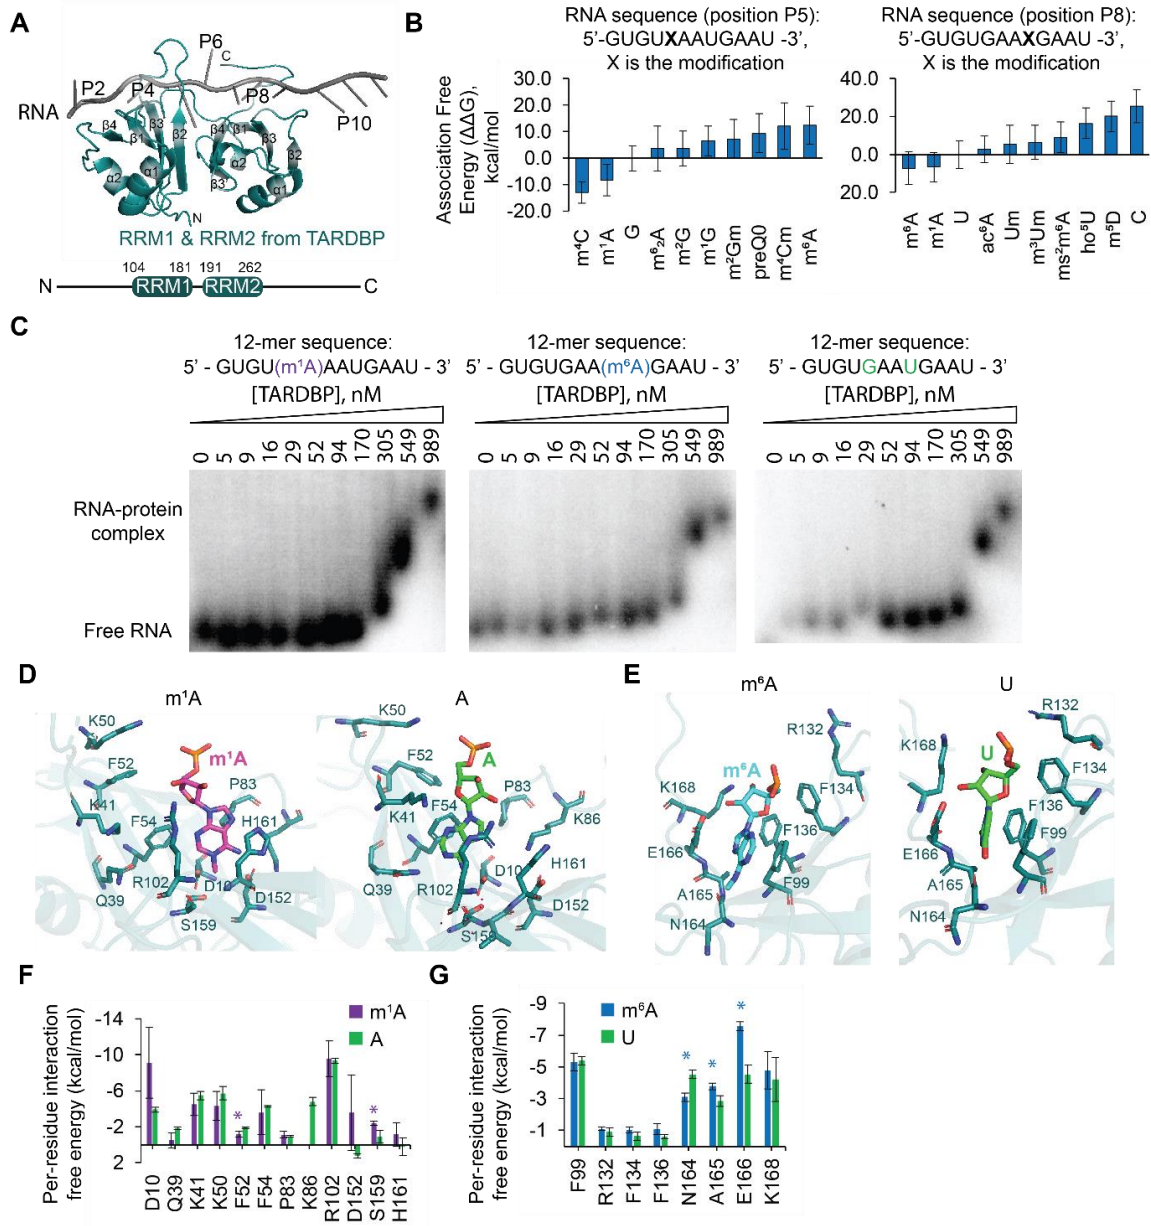 A
P6
C
P2
P4
P8
RNA
P10
β4
β3
β1
β2
β4
β1
β3
β2
α2
α1
α2
β3'
α1
N
RRM1 & RRM2 from TARDBP
104 181 191 262
N RRM1 RRM2 C
B
RNA sequence (position P5):
5'-GUGUXAAUGAAU -3',
X is the modification
Association Free
Energy (ΔΔG),
kcal/mol
30.0
20.0
10.0
0.0
-10.0
-20.0
m⁴C
m¹A
G
m⁶₂A
m²G
m¹G
m²Gm
preQ0
m⁴Cm
m⁶A
RNA sequence (position P8):
5'-GUGUGAAXGAAU -3',
X is the modification
40.0
20.0
0.0
20.0
m⁶A
m¹A
U
ac⁶A
Um
m³Um
ms²m⁶A
ho⁵U
m⁵D
C
C
12-mer sequence:
5' - GUGU(m¹A)AAUGAAU - 3'
[TARDBP], nM
0 5 9 16 29 52 94 170 305 549 989
12-mer sequence:
5' - GUGUGAA(m⁶A)GAAU - 3'
[TARDBP], nM
0 5 9 16 29 52 94 170 305 549 989
12-mer sequence:
5' - GUGUGAAUGAAU - 3'
[TARDBP], nM
0 5 9 16 29 52 94 170 305 549 989
RNA-protein
complex
Free RNA
D
m¹A
K50
m¹A
F52
P83
K41
F54
H161
R102
D10
Q39
D152
S159
A
K50
A
F52
P83
F54
K41
K86
D10
H161
Q39
R102
D152
S159
E
m⁶A
R132
m⁶A
K168
F134
F136
E166
F99
A165
N164
U
R132
K168
U
F134
F136
F99
E166
A165
N164
F
Per-residue interaction
free energy (kcal/mol)
-14
-10
-6
-2
2
m¹A
A
*
*
D10
Q39
K41
K50
F52
F54
P83
K86
R102
D152
S159
H161
G
Per-residue interaction
free energy (kcal/mol)
-9
-7
-5
-3
-1
m⁶A
U
*
*
*
F99
R132
F134
F136
N164
A165
E166
K168